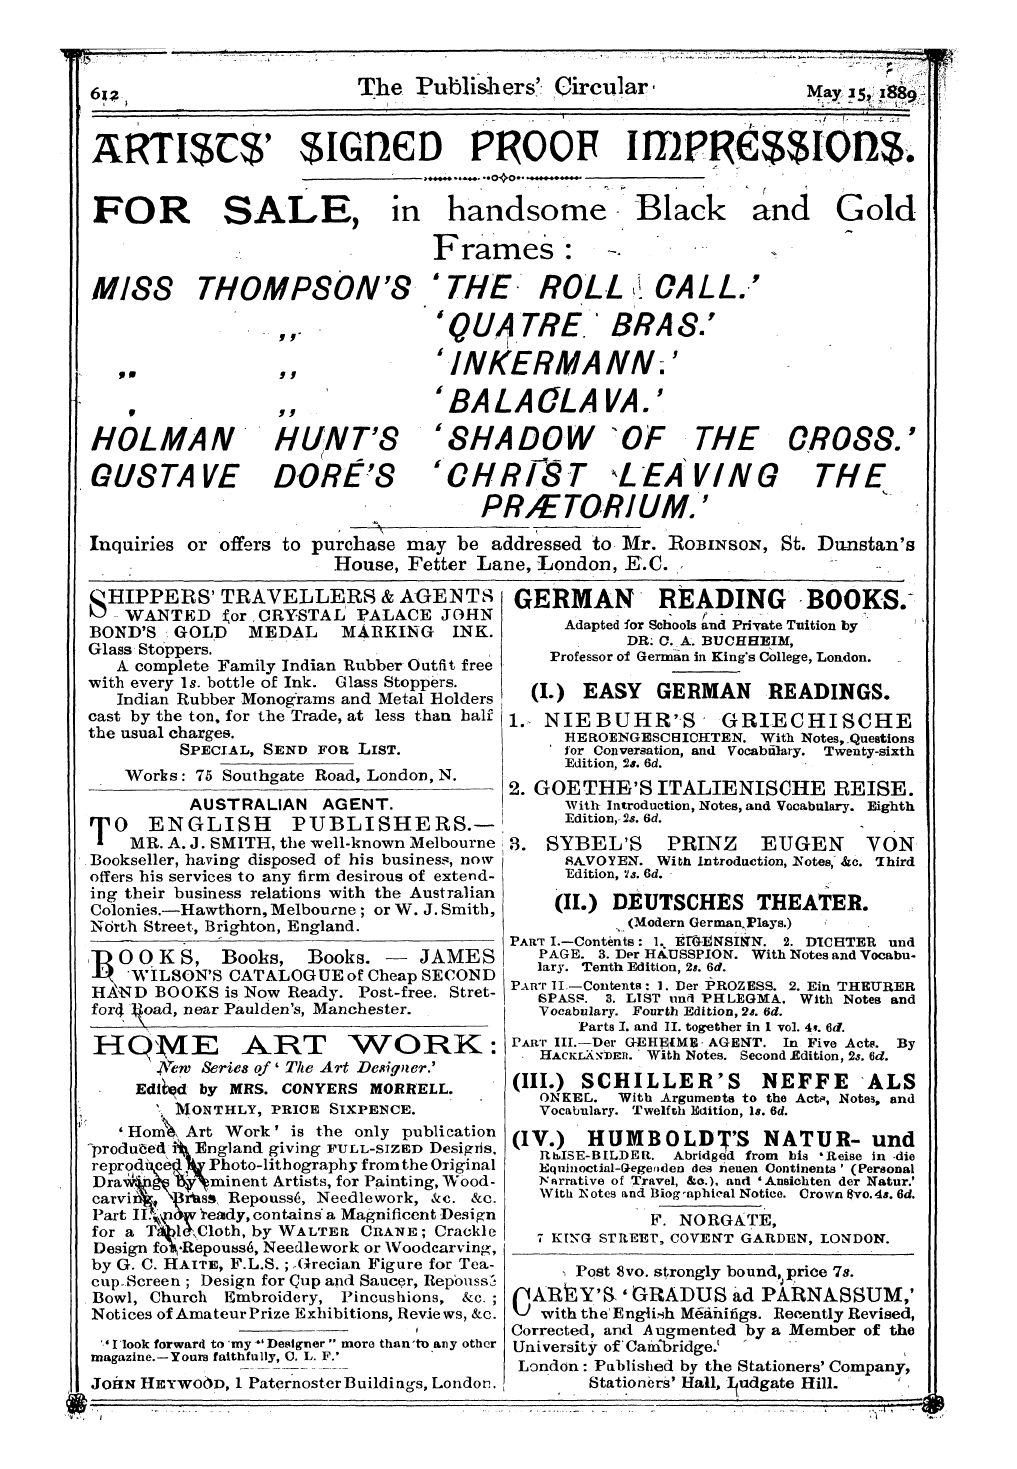 612
The Publishers' Circular
May 15, 1889
ARTISTS' SIGNED PROOF IMPRESSIONS.
FOR SALE, in handsome Black and Gold
Frames :
MISS THOMPSON'S 'THE ROLL CALL.'
,, 'QUATRE BRAS.'
,, ,, 'INKERMANN.'
,, ,, 'BALACLAVA.'
HOLMAN HUNT'S 'SHADOW OF THE CROSS.'
GUSTAVE DORÉ'S 'CHRIST LEAVING THE
PRÆTORIUM.'
Inquiries or offers to purchase may be addressed to Mr. ROBINSON, St. Dunstan's
House, Fetter Lane, London, E.C.
SHIPPERS' TRAVELLERS & AGENTS
WANTED for CRYSTAL PALACE JOHN
BOND'S GOLD MEDAL MARKING INK.
Glass Stoppers.
A complete Family Indian Rubber Outfit free
with every 1s. bottle of Ink. Glass Stoppers.
Indian Rubber Monograms and Metal Holders
cast by the ton, for the Trade, at less than half
the usual charges.
SPECIAL, SEND FOR LIST.
Works: 75 Southgate Road, London, N.
AUSTRALIAN AGENT.
TO ENGLISH PUBLISHERS.—
MR. A. J. SMITH, the well-known Melbourne
Bookseller, having disposed of his business, now
offers his services to any firm desirous of extend-
ing their business relations with the Australian
Colonies.—Hawthorn, Melbourne ; or W. J. Smith,
North Street, Brighton, England.
BOOKS, Books, Books. — JAMES
WILSON'S CATALOGUE of Cheap SECOND
HAND BOOKS is Now Ready. Post-free. Stret-
ford Road, near Paulden's, Manchester.
HOME ART WORK :
New Series of ' The Art Designer.'
Edited by MRS. CONYERS MORRELL.
MONTHLY, PRICE SIXPENCE.
' Home Art Work ' is the only publication
produced in England giving FULL-SIZED Designs,
reproduced by Photo-lithography from the Original
Drawings by eminent Artists, for Painting, Wood-
carving, Brass Repoussé, Needlework, &c. &c.
Part II. now ready, contains a Magnificent Design
for a Table Cloth, by WALTER CRANE ; Crackle
Design for Repoussé, Needlework or Woodcarving,
by G. C. HAITE, F.L.S. ; Grecian Figure for Tea-
cup Screen ; Design for Cup and Saucer, Repoussé
Bowl, Church Embroidery, Pincushions, &c. ;
Notices of Amateur Prize Exhibitions, Reviews, &c.
' I look forward to my " Designer " more than to any other
magazine.—Yours faithfully, C. L. F.'
JOHN HEYWOOD, 1 Paternoster Buildings, London.
GERMAN READING BOOKS.
Adapted for Schools and Private Tuition by
DR. C. A. BUCHHEIM,
Professor of German in King's College, London.
(I.) EASY GERMAN READINGS.
1. NIEBUHR'S GRIECHISCHE
HEROENGESCHICHTEN. With Notes, Questions
for Conversation, and Vocabulary. Twenty-sixth
Edition, 2s. 6d.
2. GOETHE'S ITALIENISCHE REISE.
With Introduction, Notes, and Vocabulary. Eighth
Edition, 2s. 6d.
3. SYBEL'S PRINZ EUGEN VON
SAVOYEN. With Introduction, Notes, &c. Third
Edition, 2s. 6d.
(II.) DEUTSCHES THEATER.
(Modern German Plays.)
PART I.—Contents : 1. EIGENSINN. 2. DICHTER und
PAGE. 3. Der HAUSSPION. With Notes and Vocabu-
lary. Tenth Edition, 2s. 6d.
PART II.—Contents : 1. Der PROZESS. 2. Ein THEURER
SPASS. 3. LIST und PHLEGMA. With Notes and
Vocabulary. Fourth Edition, 2s. 6d.
Parts I. and II. together in 1 vol. 4s. 6d.
PART III.—Der GEHEIME AGENT. In Five Acts. By
HACKLÄNDER. With Notes. Second Edition, 2s. 6d.
(III.) SCHILLER'S NEFFE ALS
ONKEL. With Arguments to the Acts, Notes, and
Vocabulary. Twelfth Edition, 1s. 6d.
(IV.) HUMBOLDT'S NATUR- und
REISE-BILDER. Abridged from his 'Reise in die
Equinoctial-Gegenden des neuen Continents' (Personal
Narrative of Travel, &c.), and 'Ansichten der Natur.'
With Notes and Biographical Notice. Crown 8vo. 4s. 6d.
F. NORGATE,
7 KING STREET, COVENT GARDEN, LONDON.
Post 8vo. strongly bound, price 7s.
CAREY'S 'GRADUS ad PARNASSUM,'
with the English Meanings. Recently Revised,
Corrected, and Augmented by a Member of the
University of Cambridge.
London : Published by the Stationers' Company,
Stationers' Hall, Ludgate Hill.